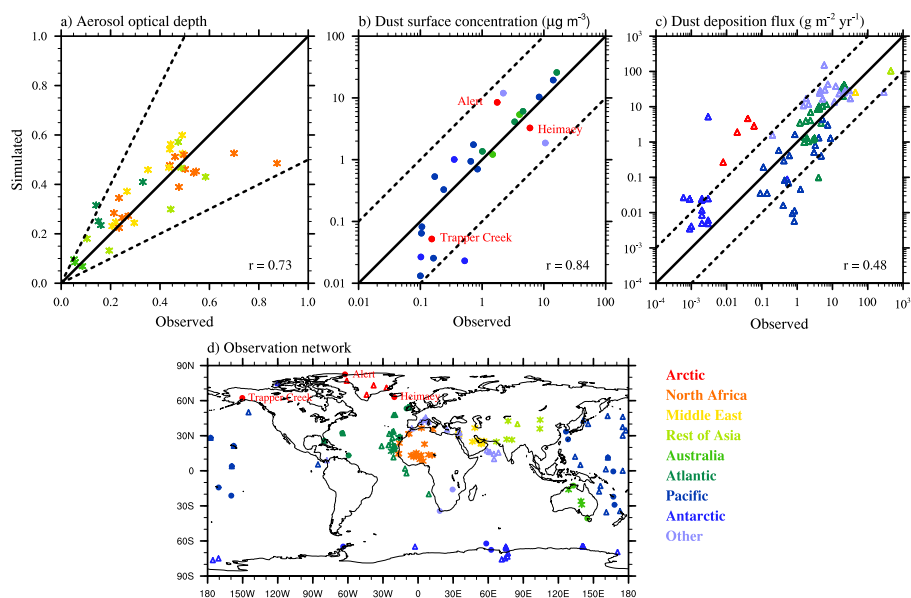 a) Aerosol optical depth
b) Dust surface concentration (µg m-3)
c) Dust deposition flux (g m-2 yr-1)
1.0
0.8
0.6
0.4
0.2
0.0
Simulated
0.0 0.2 0.4 0.6 0.8 1.0
Observed
r = 0.73
100
10
1
0.1
0.01
Alert
Heimaey
Trapper Creek
r = 0.84
0.01 0.1 1 10 100
Observed
103
100
10
1
0.1
0.01
10-3
10-4
r = 0.48
10-4 10-3 0.01 0.1 1 10 100 103
Observed
d) Observation network
90N
60N
30N
0
30S
60S
90S
Alert
Trapper Creek
Heimaey
180 150W 120W 90W 60W 30W 0 30E 60E 90E 120E 150E 180
Arctic
North Africa
Middle East
Rest of Asia
Australia
Atlantic
Pacific
Antarctic
Other